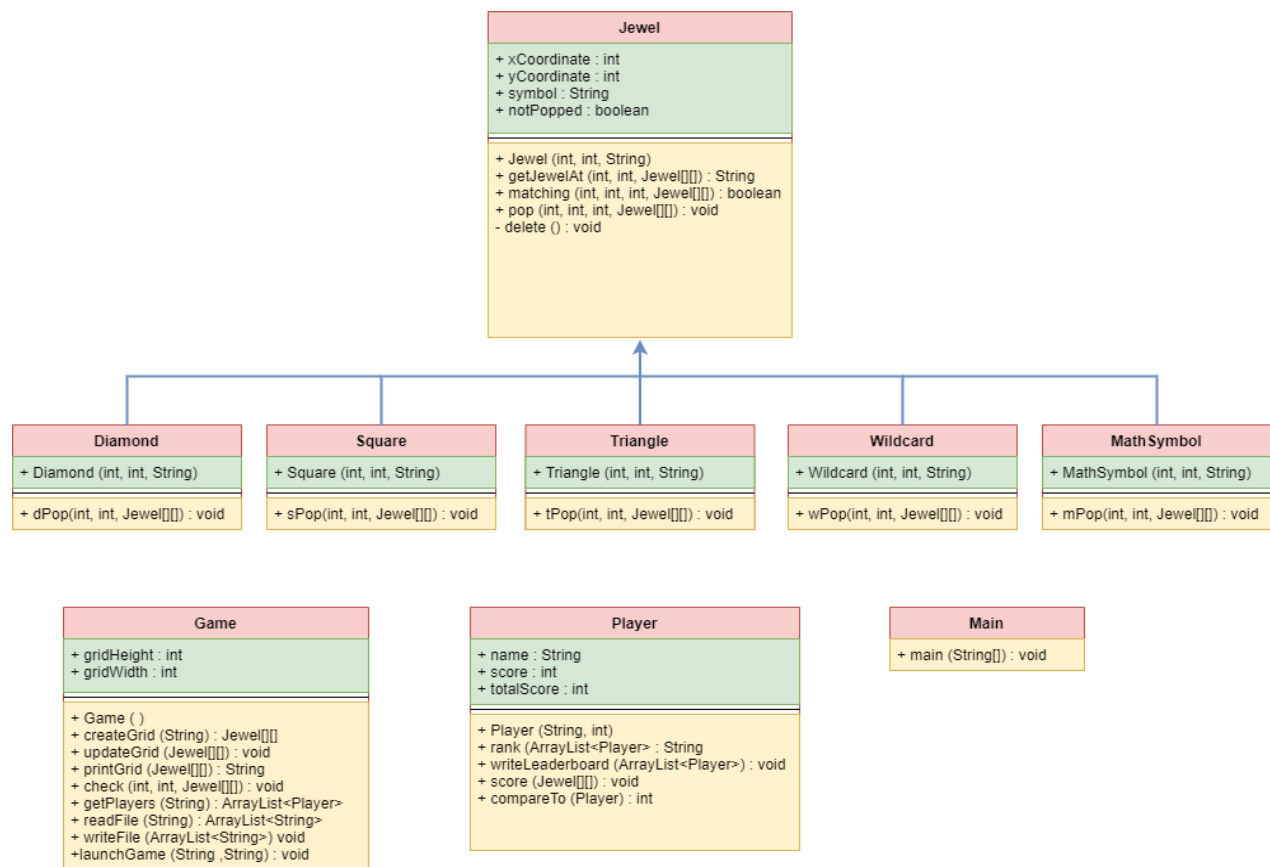 Jewel
+ xCoordinate : int
+ yCoordinate : int
+ symbol : String
+ notPopped : boolean
+ Jewel (int, int, String)
+ getJewelAt (int, int, Jewel[][]) : String
+ matching (int, int, int, Jewel[][]) : boolean
+ pop (int, int, int, Jewel[][]) : void
- delete () : void
Diamond
+ Diamond (int, int, String)
+ dPop(int, int, Jewel[][]) : void
Square
+ Square (int, int, String)
+ sPop(int, int, Jewel[][]) : void
Triangle
+ Triangle (int, int, String)
+ tPop(int, int, Jewel[][]) : void
Wildcard
+ Wildcard (int, int, String)
+ wPop(int, int, Jewel[][]) : void
MathSymbol
+ MathSymbol (int, int, String)
+ mPop(int, int, Jewel[][]) : void
Game
+ gridHeight : int
+ gridWidth : int
+ Game ( )
+ createGrid (String) : Jewel[][]
+ updateGrid (Jewel[][]) : void
+ printGrid (Jewel[][]) : String
+ check (int, int, Jewel[][]) : void
+ getPlayers (String) : ArrayList<Player>
+ readFile (String) : ArrayList<String>
+ writeFile (ArrayList<String>) void
+launchGame (String ,String) : void
Player
+ name : String
+ score : int
+ totalScore : int
+ Player (String, int)
+ rank (ArrayList<Player> : String
+ writeLeaderboard (ArrayList<Player>) : void
+ score (Jewel[][]) : void
+ compareTo (Player) : int
Main
+ main (String[]) : void